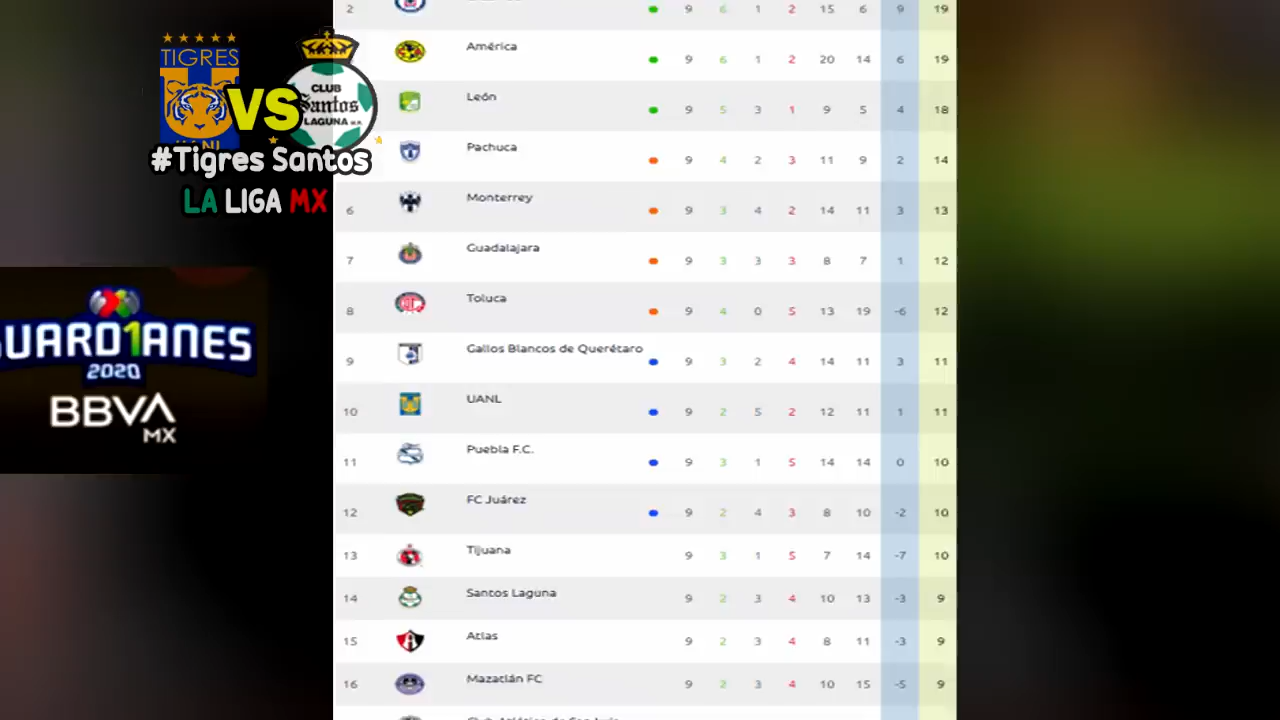 2 9 6 1 2 15 6 9 19
América 9 6 1 2 20 14 6 19
León 9 5 3 1 9 5 4 18
Pachuca 9 4 2 3 11 9 2 14
6 Monterrey 9 3 4 2 14 11 3 13
7 Guadalajara 9 3 3 3 8 7 1 12
8 Toluca 9 4 0 5 13 19 -6 12
9 Gallos Blancos de Querétaro 9 3 2 4 14 11 3 11
10 UANL 9 2 5 2 12 11 1 11
11 Puebla F.C. 9 3 1 5 14 14 0 10
12 FC Juárez 9 2 4 3 8 10 -2 10
13 Tijuana 9 3 1 5 7 14 -7 10
14 Santos Laguna 9 2 3 4 10 13 -3 9
15 Atlas 9 2 3 4 8 11 -3 9
16 Mazatlán FC 9 2 3 4 10 15 -5 9
TIGRES
VS
CLUB
Santos
LAGUNA
#Tigres Santos
LA LIGA MX
GUARD1ANES
2020
BBVA
MX